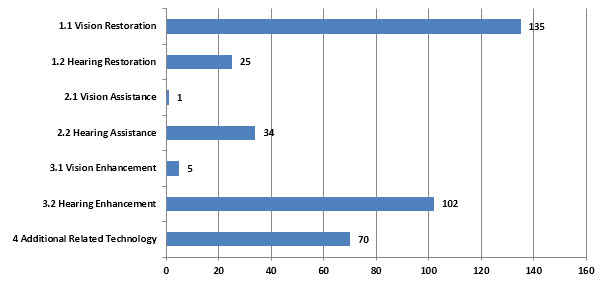 1.1 Vision Restoration 135
1.2 Hearing Restoration 25
2.1 Vision Assistance 1
2.2 Hearing Assistance 34
3.1 Vision Enhancement 5
3.2 Hearing Enhancement 102
4 Additional Related Technology 70
0 20 40 60 80 100 120 140 160